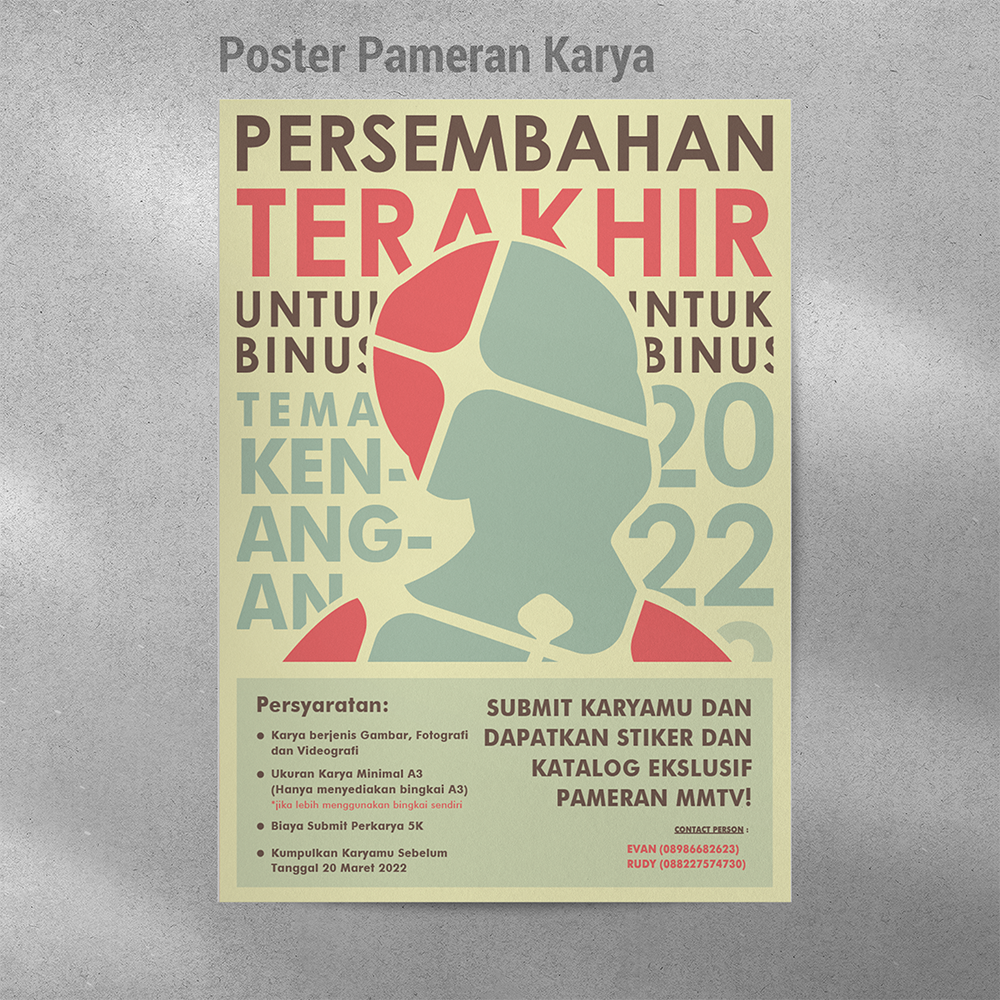 Poster Pameran Karya
PERSEMBAHAN
TERAKHIR
UNTUK UNTUK
BINUS BINUS
TEMA
KEN-
ANG-
AN
20
22
Persyaratan:
• Karya berjenis Gambar, Fotografi
dan Videografi
• Ukuran Karya Minimal A3
(Hanya menyediakan bingkai A3)
*jika lebih menggunakan bingkai sendiri
• Biaya Submit Perkarya 5K
• Kumpulkan Karyamu Sebelum
Tanggal 20 Maret 2022
SUBMIT KARYAMU DAN
DAPATKAN STIKER DAN
KATALOG EKSLUSIF
PAMERAN MMTV!
CONTACT PERSON :
EVAN (08986682623)
RUDY (088227574730)